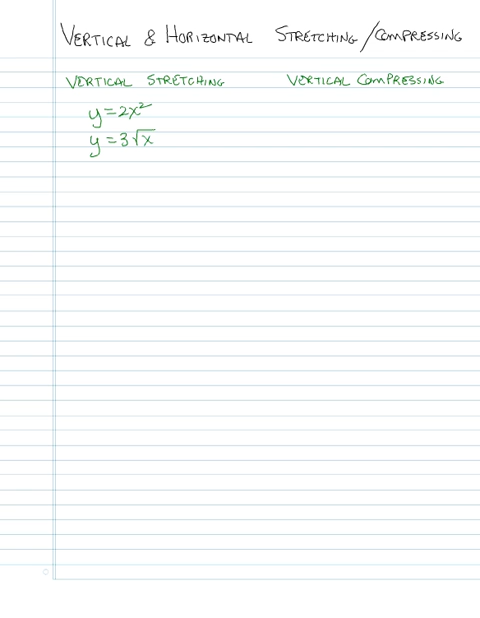 VERTICAL & HORIZONTAL STRETCHING/COMPRESSING
VERTICAL STRETCHING VERTICAL COMPRESSING
y=2x²
y=3√x